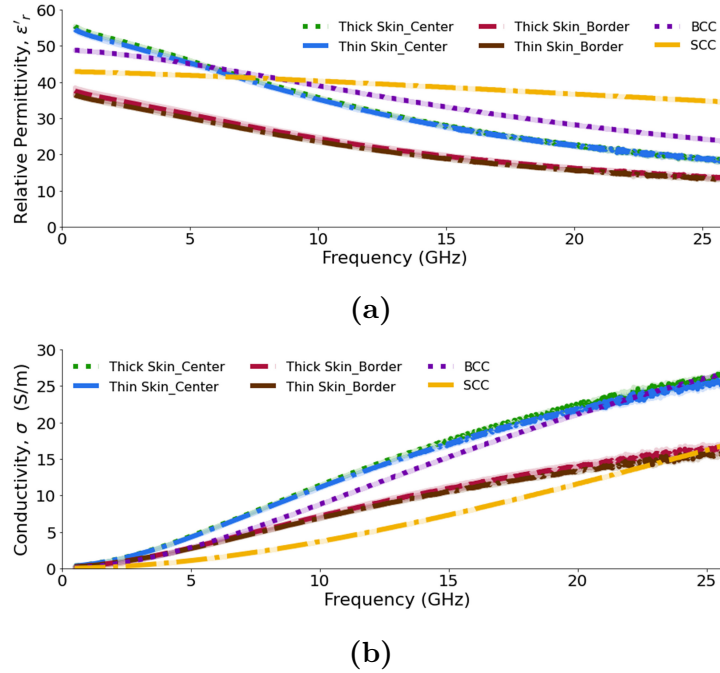 60
50
40
30
20
10
0
Relative Permittivity, ε'r
Thick Skin_Center
Thin Skin_Center
Thick Skin_Border
Thin Skin_Border
BCC
SCC
0 5 10 15 20 25
Frequency (GHz)
(a)
30
25
20
15
10
5
0
Conductivity, σ (S/m)
Thick Skin_Center
Thin Skin_Center
Thick Skin_Border
Thin Skin_Border
BCC
SCC
0 5 10 15 20 25
Frequency (GHz)
(b)